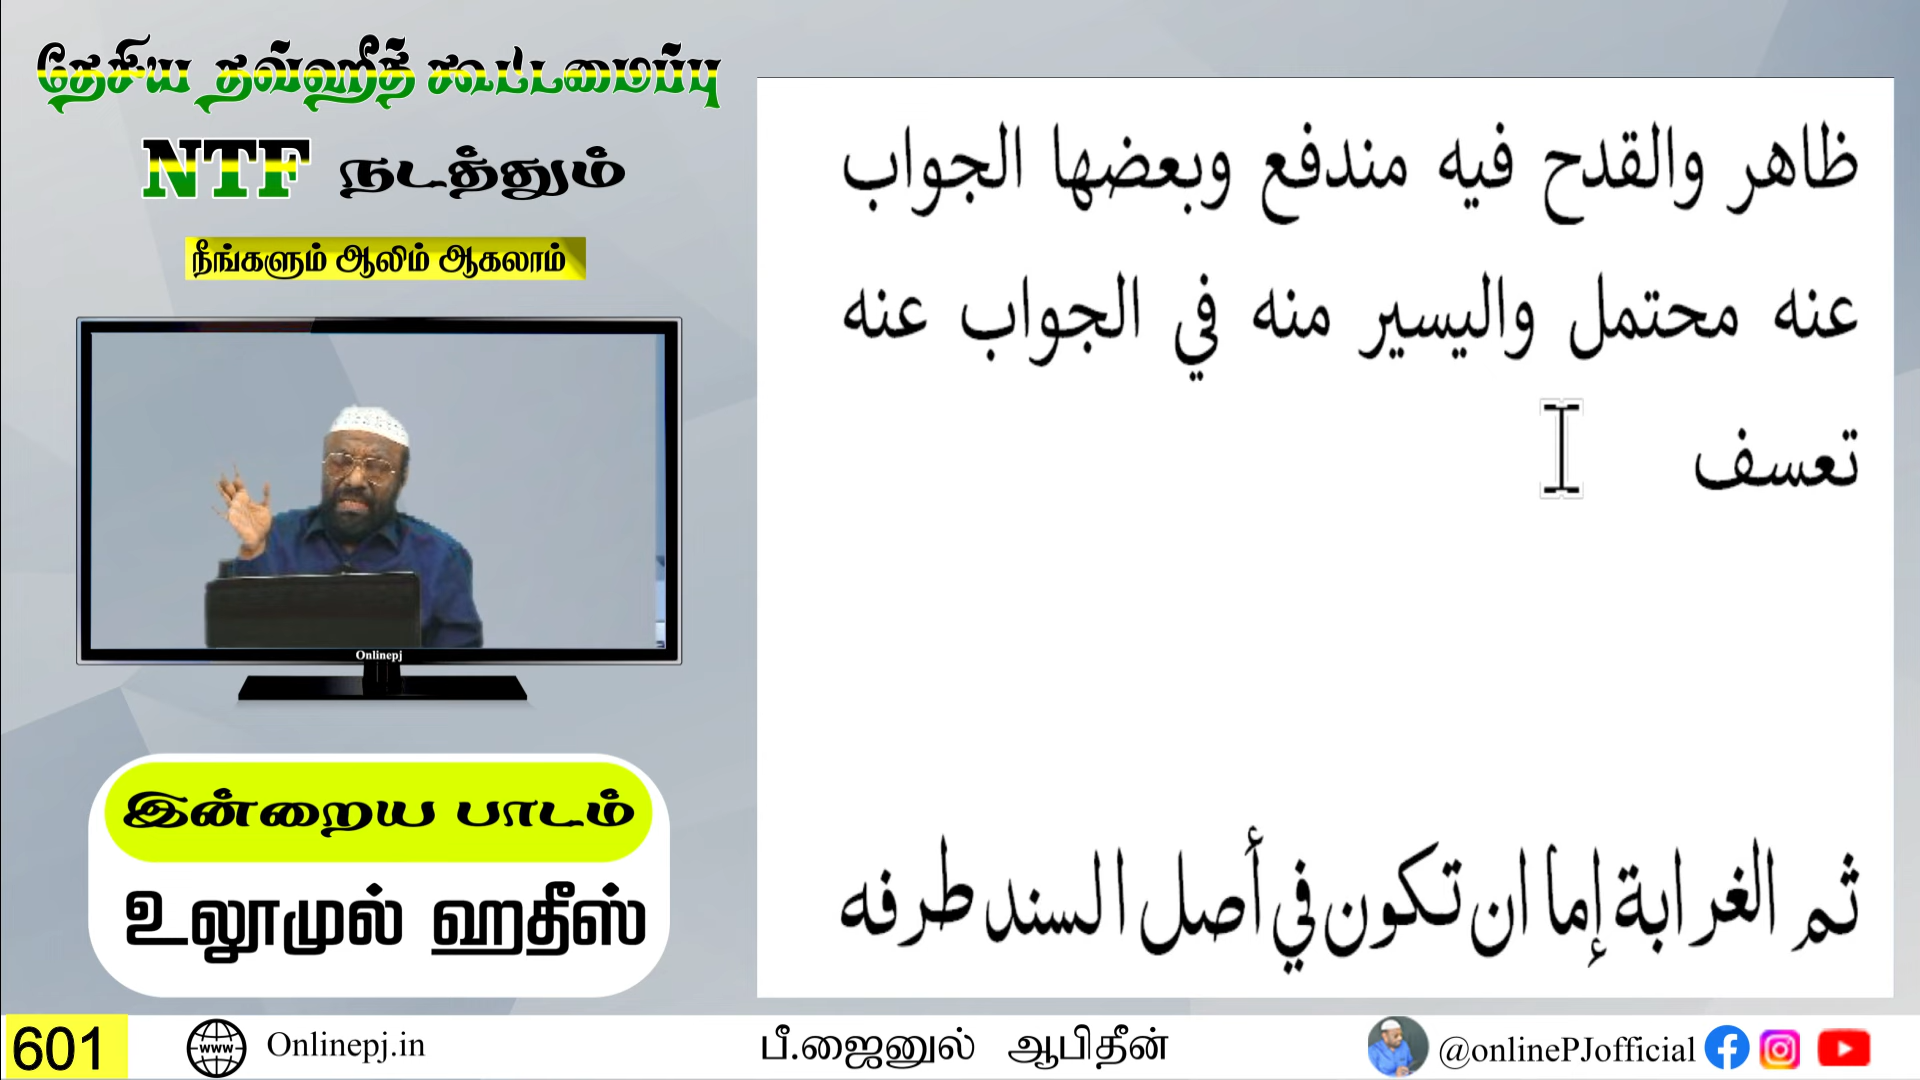 தேசிய தவ்ஹீத் கூட்டமைப்பு
NTF நடத்தும்
நீங்களும் ஆலிம் ஆகலாம்
Onlinepj
இன்றைய பாடம்
உலூமுல் ஹதீஸ்
ظاهر والقدح فيه مندفع وبعضها الجواب
عنه محتمل واليسير منه في الجواب عنه
تعسف
ثم الغرابة إما ان تكون في أصل السند طرفه
601
www
Onlinepj.in
பீ.ஜைனுல் ஆபிதீன்
@onlinePJofficial